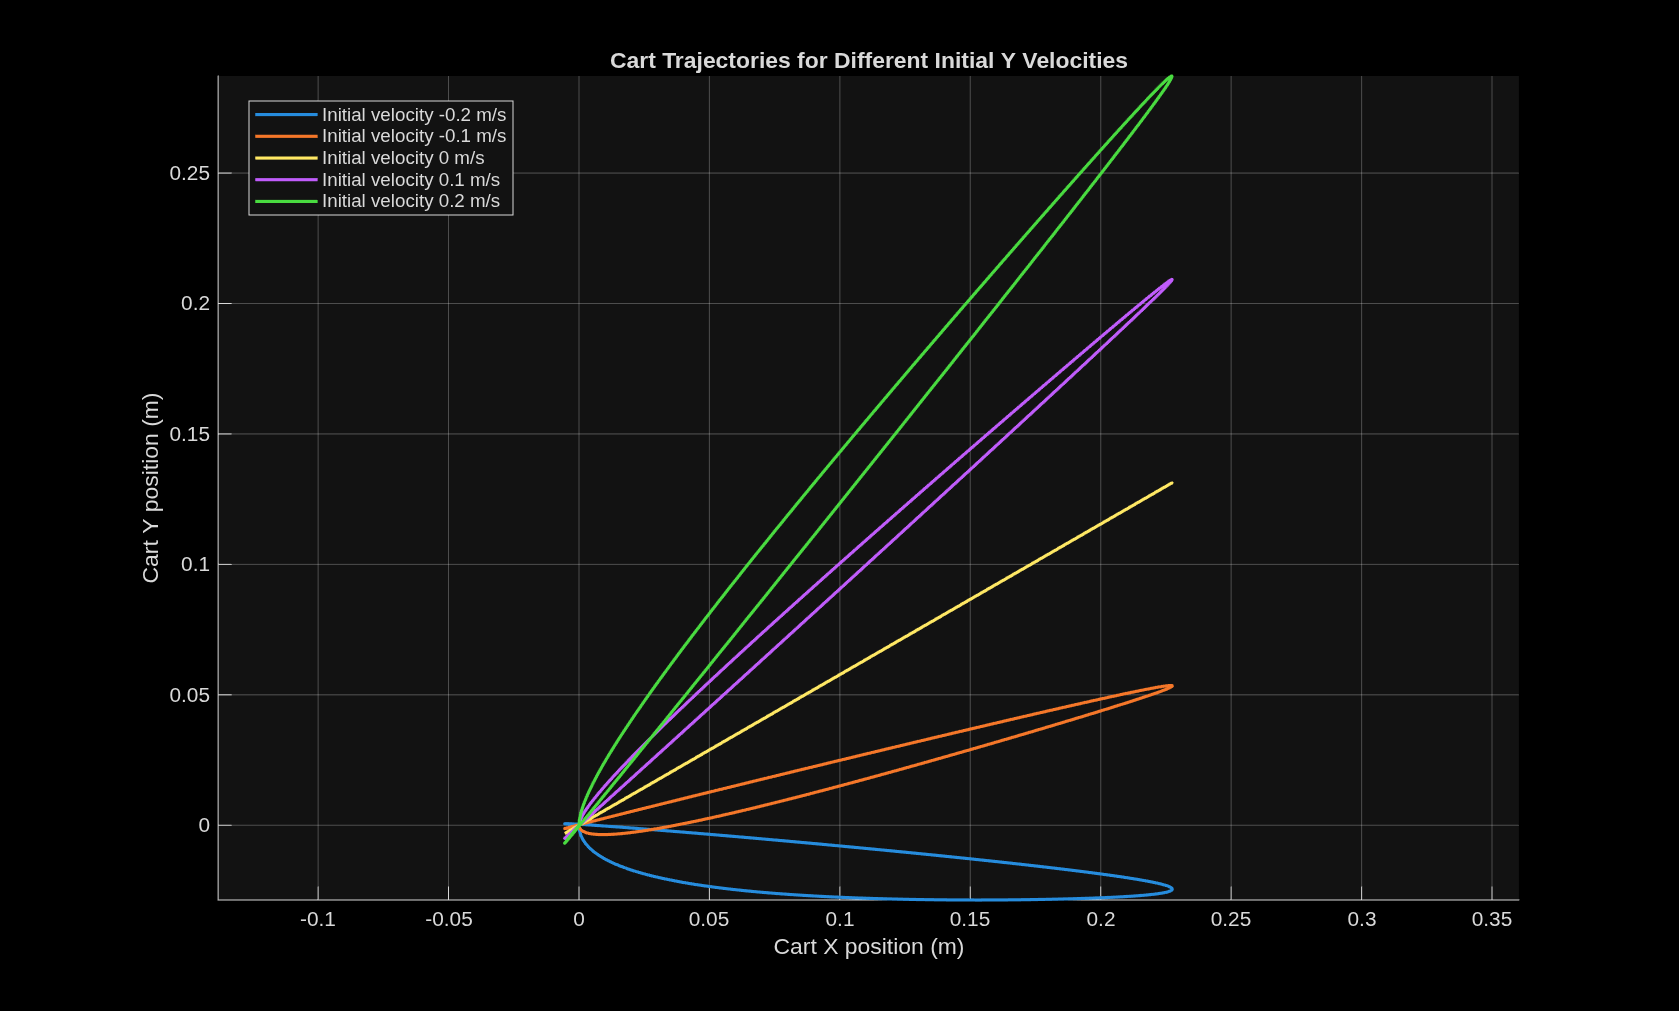 Cart Trajectories for Different Initial Y Velocities
Initial velocity -0.2 m/s
Initial velocity -0.1 m/s
Initial velocity 0 m/s
Initial velocity 0.1 m/s
Initial velocity 0.2 m/s
Cart Y position (m)
0.25
0.2
0.15
0.1
0.05
0
-0.1 -0.05 0 0.05 0.1 0.15 0.2 0.25 0.3 0.35
Cart X position (m)